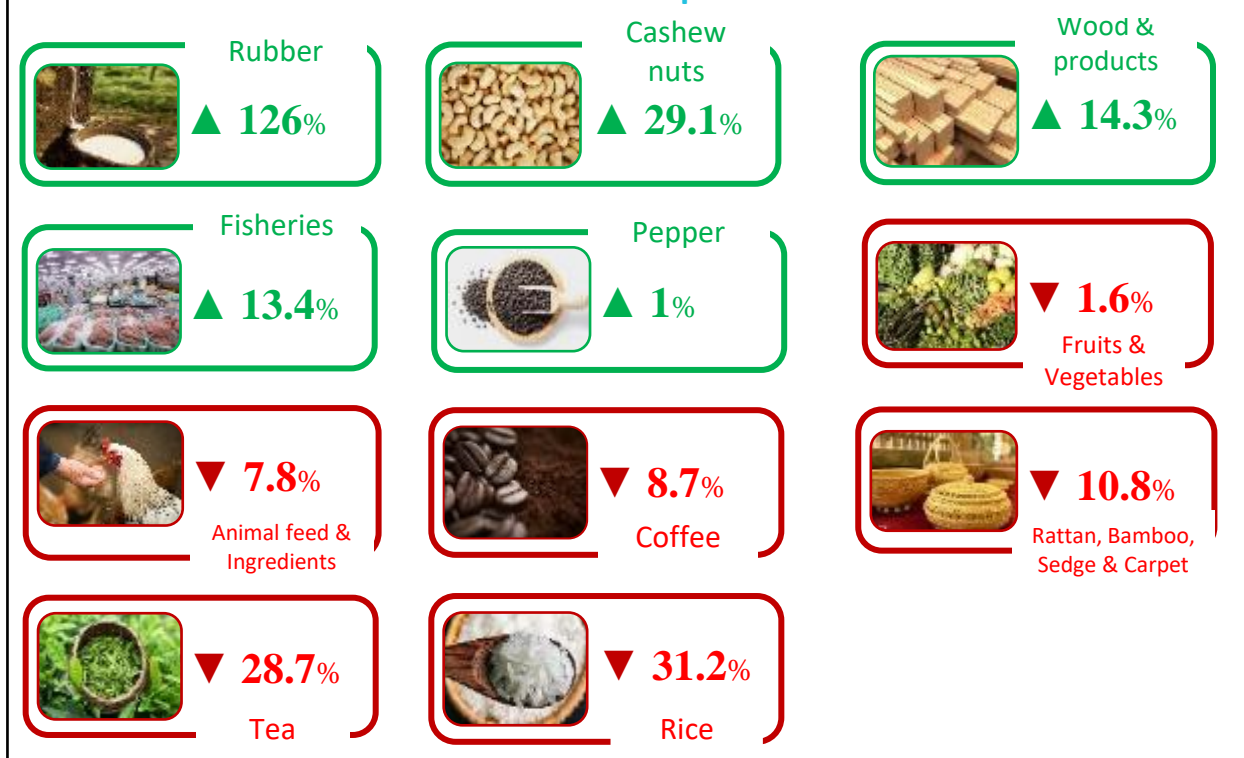 Rubber
▲ 126%
Cashew
nuts
▲ 29.1%
Wood &
products
▲ 14.3%
Fisheries
▲ 13.4%
Pepper
▲ 1%
▼ 1.6%
Fruits &
Vegetables
▼ 7.8%
Animal feed &
Ingredients
▼ 8.7%
Coffee
▼ 10.8%
Rattan, Bamboo,
Sedge & Carpet
▼ 28.7%
Tea
▼ 31.2%
Rice